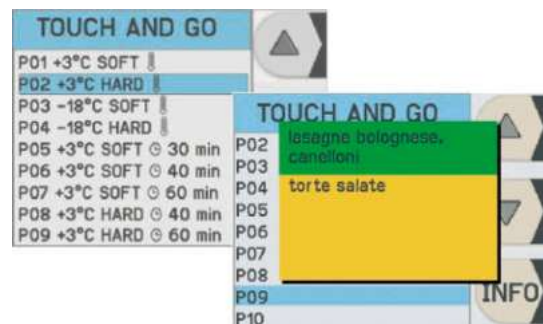 TOUCH AND GO
P01 +3°C SOFT
P02 +3°C HARD
P03 -18°C SOFT
P04 -18°C HARD
P05 +3°C SOFT 30 min
P06 +3°C SOFT 40 min
P07 +3°C SOFT 60 min
P08 +3°C HARD 40 min
P09 +3°C HARD 60 min
TOUCH AND GO
P02
P03
P04
P05
P06
P07
P08
P09
P10
lasagne bolognese,
canelloni
torte salate
INFO